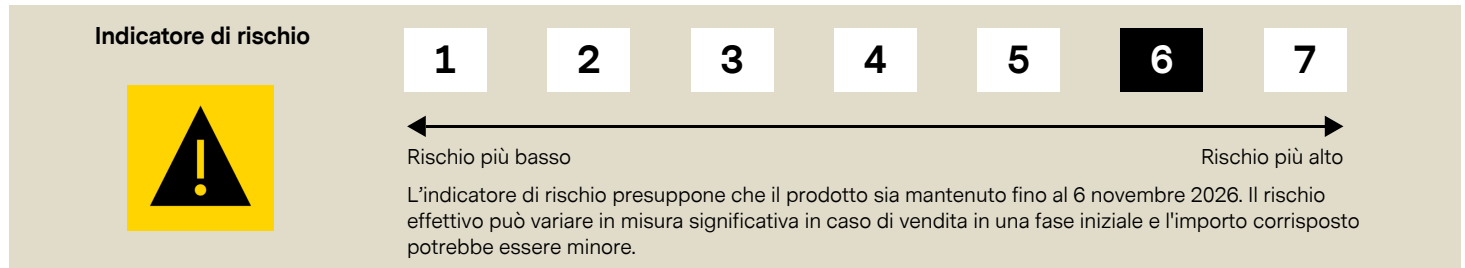 Indicatore di rischio
1 2 3 4 5 6 7
Rischio più basso
Rischio più alto
L'indicatore di rischio presuppone che il prodotto sia mantenuto fino al 6 novembre 2026. Il rischio
effettivo può variare in misura significativa in caso di vendita in una fase iniziale e l'importo corrisposto
potrebbe essere minore.